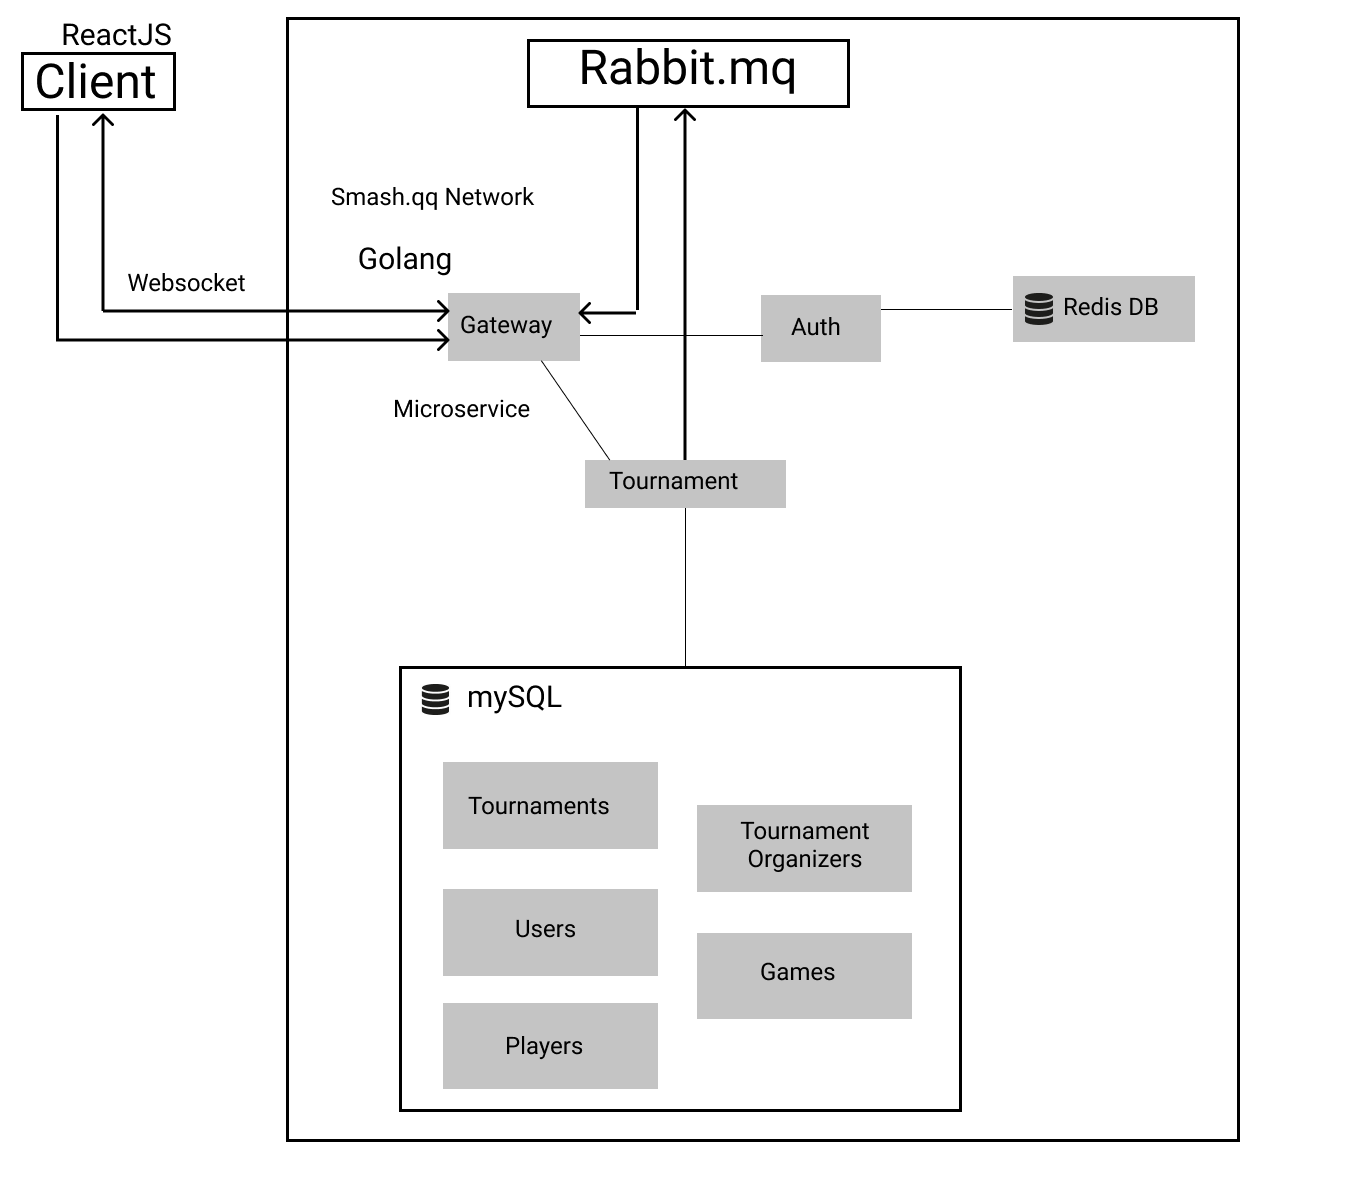 ReactJS
Client
Rabbit.mq
Smash.qq Network
Golang
Websocket
Gateway
Auth
Redis DB
Microservice
Tournament
mySQL
Tournaments
Tournament
Organizers
Users
Games
Players